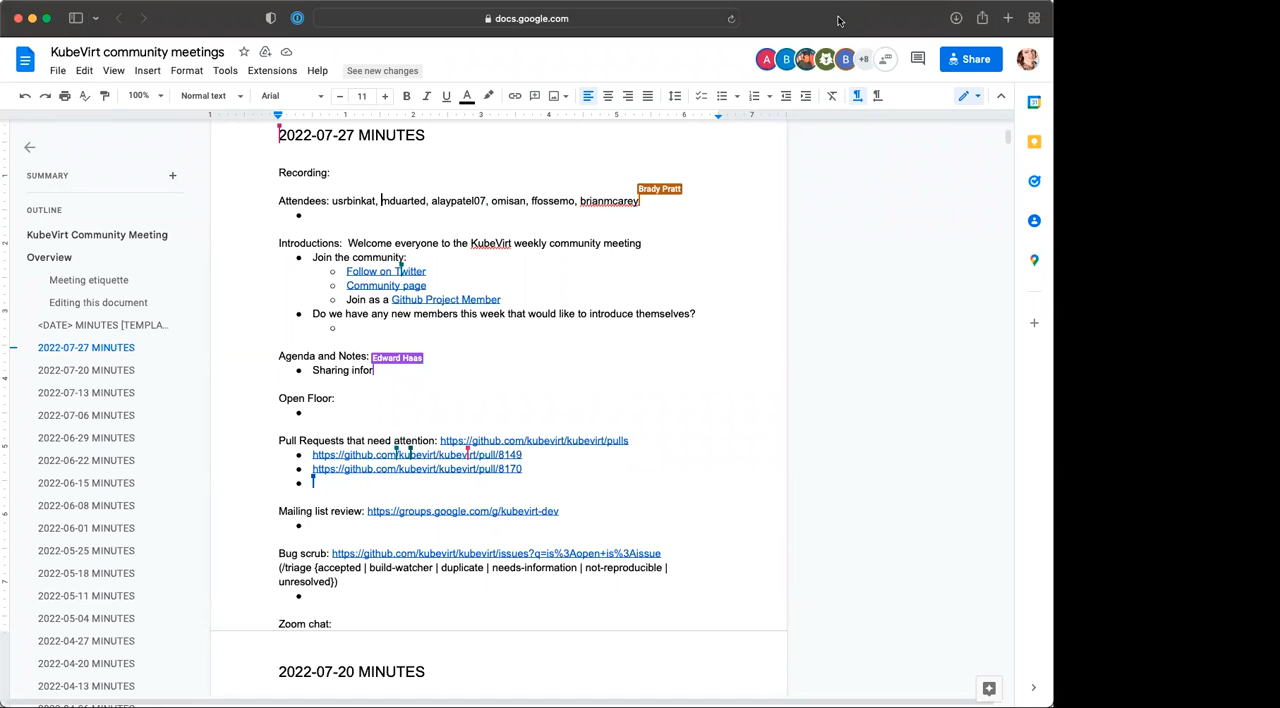 docs.google.com
KubeVirt community meetings
File Edit View Insert Format Tools Extensions Help See new changes
A B B +8 Share
100% Normal text Arial 11 B I U A
1 1 2 3 4 5 6 7
SUMMARY
OUTLINE
KubeVirt Community Meeting
Overview
Meeting etiquette
Editing this document
<DATE> MINUTES [TEMPLA...
2022-07-27 MINUTES
2022-07-20 MINUTES
2022-07-13 MINUTES
2022-07-06 MINUTES
2022-06-29 MINUTES
2022-06-22 MINUTES
2022-06-15 MINUTES
2022-06-08 MINUTES
2022-06-01 MINUTES
2022-05-25 MINUTES
2022-05-18 MINUTES
2022-05-11 MINUTES
2022-05-04 MINUTES
2022-04-27 MINUTES
2022-04-20 MINUTES
2022-04-13 MINUTES
2022-07-27 MINUTES
Recording:
Brady Pratt
Attendees: usrbinkat, mduarted, alaypatel07, omisan, ffossemo, brianmcarey
Introductions: Welcome everyone to the KubeVirt weekly community meeting
Join the community:
Follow on Twitter
Community page
Join as a Github Project Member
Do we have any new members this week that would like to introduce themselves?
Agenda and Notes:
Edward Haas
Sharing infor
Open Floor:
Pull Requests that need attention: https://github.com/kubevirt/kubevirt/pulls
https://github.com/kubevirt/kubevirt/pull/8149
https://github.com/kubevirt/kubevirt/pull/8170
Mailing list review: https://groups.google.com/g/kubevirt-dev
Bug scrub: https://github.com/kubevirt/kubevirt/issues?q=is%3Aopen+is%3Aissue
(/triage {accepted | build-watcher | duplicate | needs-information | not-reproducible |
unresolved})
Zoom chat:
2022-07-20 MINUTES